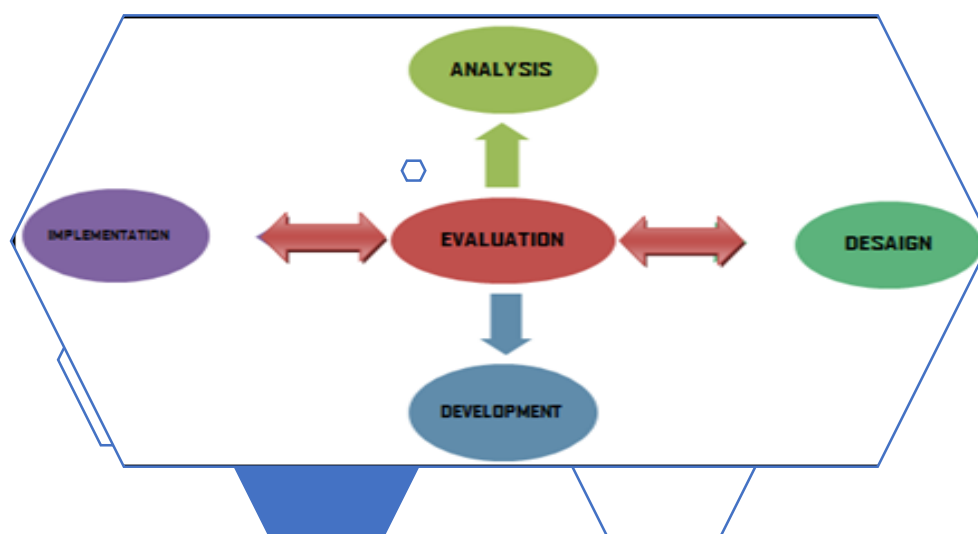 ANALYSIS
IMPLEMENTATION
EVALUATION
DESAIGN
DEVELOPMENT